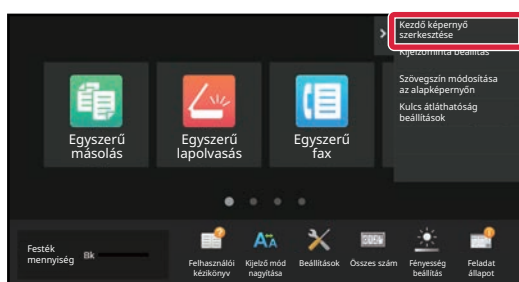 Kezdő képernyő
szerkesztése
Kijelzőminta beállítás
Szövegszín módosítása
az alapképernyőn
Kulcs átláthatóság
beállítások
Egyszerű
másolás
Egyszerű
lapolvasás
Egyszerű
fax
Festék
mennyiség
Bk
Felhasználói
kézikönyv
Kijelző mód
nagyítása
Beállítások
Összes szám
Fényesség
beállítás
Feladat
állapot